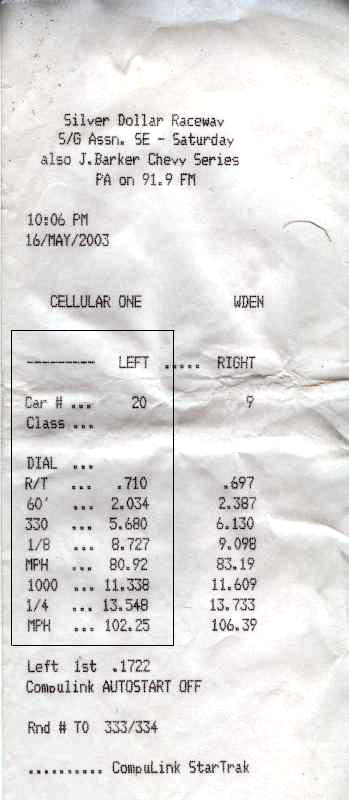 Silver Dollar Raceway
S/G Assn. SE - Saturday
also J.Barker Chevy Series
PA on 91.9 FM
10:06 PM
16/MAY/2003
CELLULAR ONE WDEN
--------- LEFT ..... RIGHT
Car # ... 20 9
Class ...
DIAL ...
R/T ... .710 .697
60' ... 2.034 2.387
330 ... 5.680 6.130
1/8 ... 8.727 9.098
MPH ... 80.92 83.19
1000 ... 11.338 11.609
1/4 ... 13.548 13.733
MPH ... 102.25 106.39
Left 1st .1722
Compulink AUTOSTART OFF
Rnd # T0 333/334
.......... CompuLink StarTrak